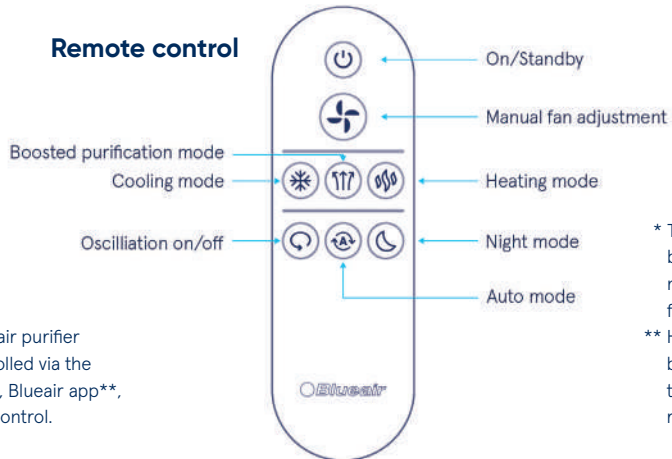 Remote control
On/Standby
Manual fan adjustment
Boosted purification mode
Cooling mode
Heating mode
Oscilliation on/off
Night mode
Auto mode
air purifier
olled via the
, Blueair app**,
ontrol.
Blueair
A
* T
b
r
f
** H
b
t
r